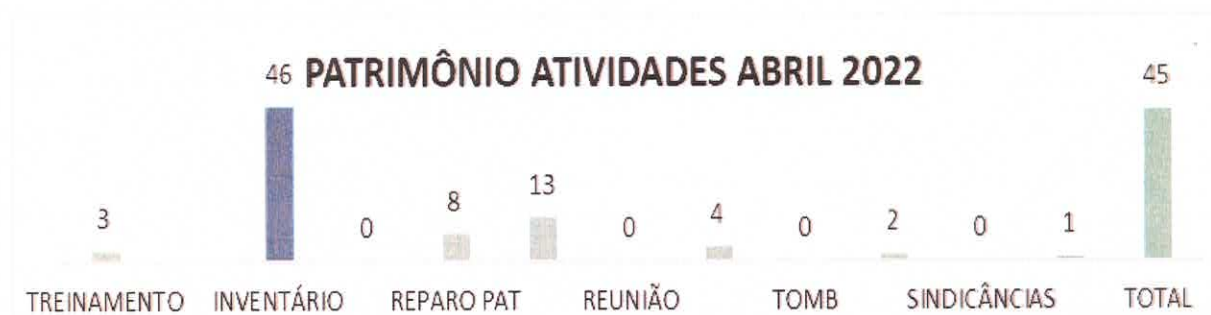 46 PATRIMÔNIO ATIVIDADES ABRIL 2022 45
3 0 8 13 0 4 0 2 0 1
TREINAMENTO INVENTÁRIO REPARO PAT REUNIÃO TOMB SINDICÂNCIAS TOTAL